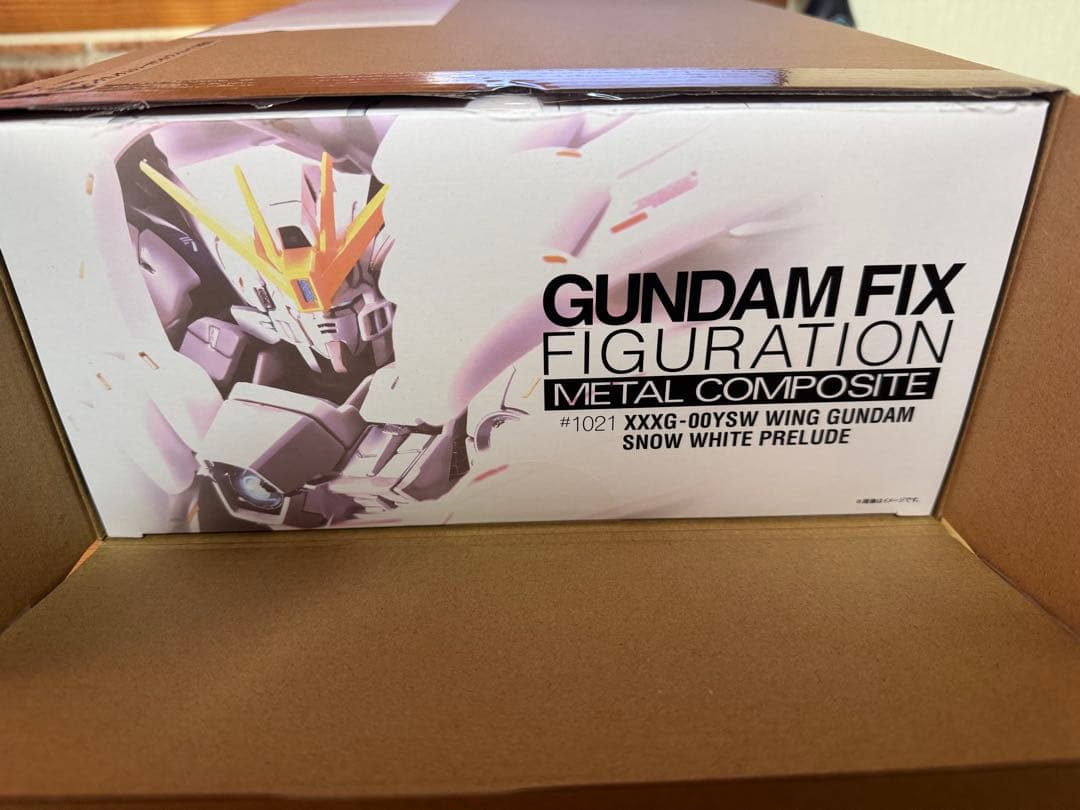 GUNDAM FIX
FIGURATION
METAL COMPOSITE
#1021 XXXG-00YSW WING GUNDAM
SNOW WHITE PRELUDE
※画像はイメージです。